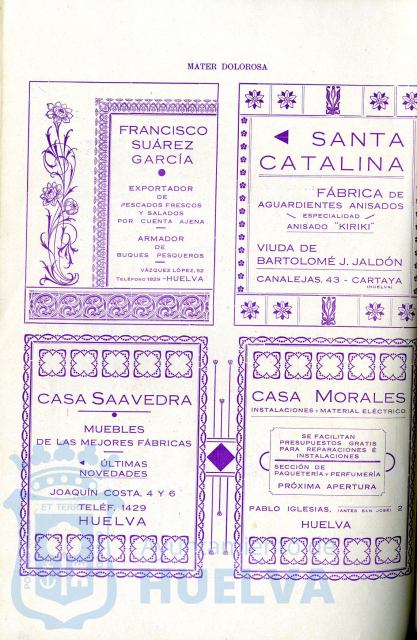 MATER DOLOROSA
FRANCISCO
SUÁREZ
GARCÍA
EXPORTADOR
DE
PESCADOS FRESCOS
Y SALADOS
POR CUENTA AJENA
ARMADOR
DE
BUQUES PESQUEROS
VÁZQUEZ LÓPEZ, 52
TELÉFONO 1825 - HUELVA
SANTA
CATALINA
FÁBRICA DE
AGUARDIENTES ANISADOS
ESPECIALIDAD
ANISADO "KIRIKI"
VIUDA DE
BARTOLOMÉ J. JALDÓN
CANALEJAS, 43 - CARTAYA
(HUELVA)
CASA SAAVEDRA
MUEBLES
DE LAS MEJORES FÁBRICAS
ÚLTIMAS
NOVEDADES
JOAQUÍN COSTA, 4 Y 6
TELÉF. 1429
HUELVA
CASA MORALES
INSTALACIONES Y MATERIAL ELÉCTRICO
SE FACILITAN
PRESUPUESTOS GRATIS
PARA REPARACIONES É
INSTALACIONES
SECCIÓN DE
PAQUETERÍA Y PERFUMERÍA
PRÓXIMA APERTURA
PABLO IGLESIAS, (ANTES SAN JOSÉ) 2
HUELVA
Ayuntamiento de
HUELVA